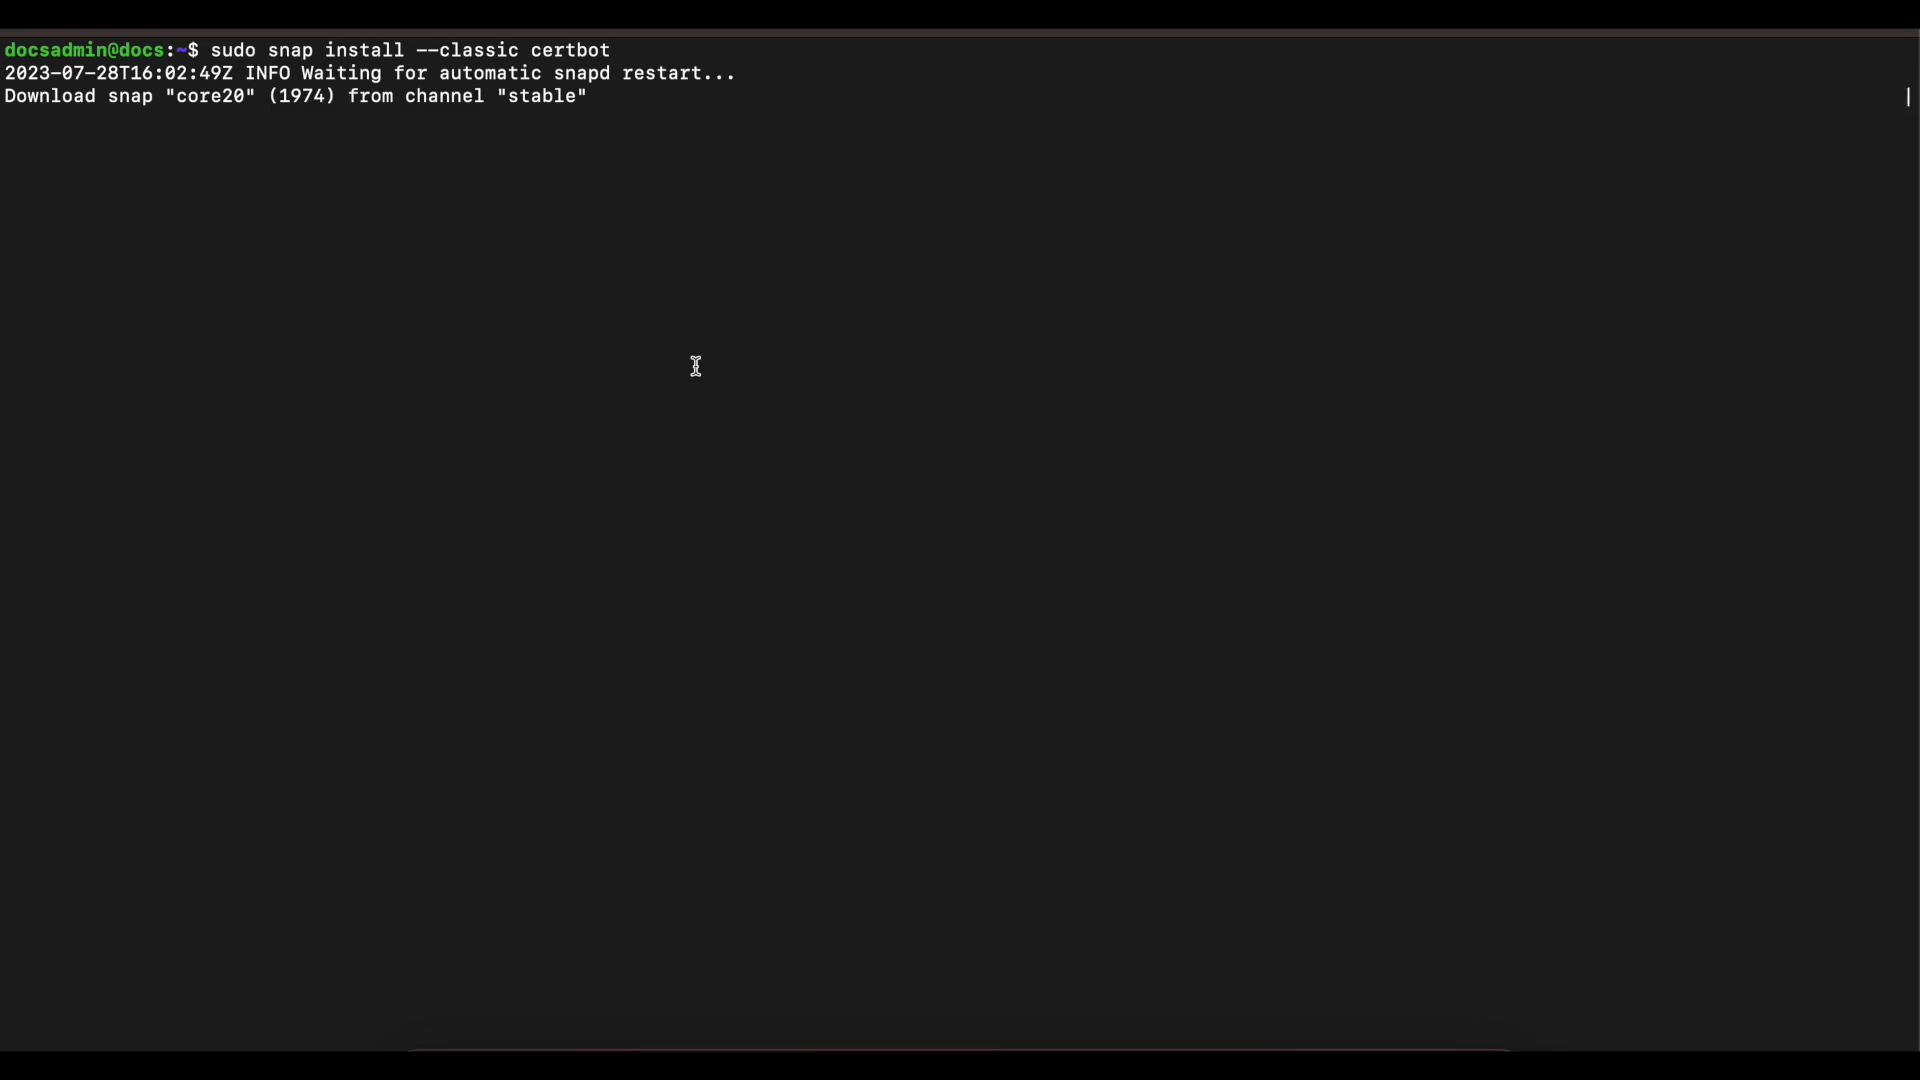 docsadmin@docs:~$ sudo snap install --classic certbot
2023-07-28T16:02:49Z INFO Waiting for automatic snapd restart...
Download snap "core20" (1974) from channel "stable" |